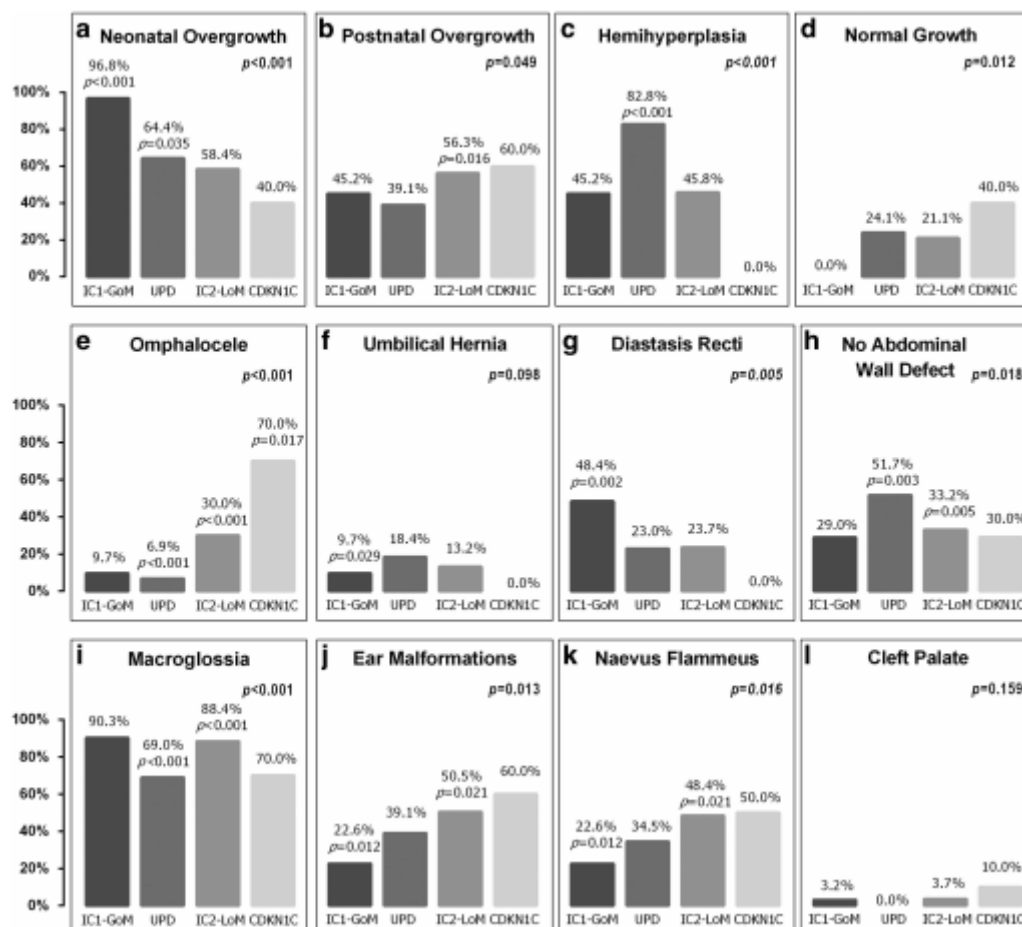 a Neonatal Overgrowth
p<0.001
96.8%
p<0.001
64.4%
p=0.035
58.4%
40.0%
100%
80%
60%
40%
20%
0%
IC1-GoM UPD IC2-LoM CDKN1C
b Postnatal Overgrowth
p=0.049
45.2%
39.1%
56.3%
p=0.016
60.0%
IC1-GoM UPD IC2-LoM CDKN1C
c Hemihyperplasia
p<0.001
45.2%
82.8%
p<0.001
45.8%
0.0%
IC1-GoM UPD IC2-LoM CDKN1C
d Normal Growth
p=0.012
0.0%
24.1%
21.1%
40.0%
IC1-GoM UPD IC2-LoM CDKN1C
e Omphalocele
p<0.001
9.7%
6.9%
p<0.001
30.0%
p<0.001
70.0%
p=0.017
100%
80%
60%
40%
20%
0%
IC1-GoM UPD IC2-LoM CDKN1C
f Umbilical Hernia
p=0.098
9.7%
p=0.029
18.4%
13.2%
0.0%
IC1-GoM UPD IC2-LoM CDKN1C
g Diastasis Recti
p=0.005
48.4%
p=0.002
23.0%
23.7%
0.0%
IC1-GoM UPD IC2-LoM CDKN1C
h No Abdominal
Wall Defect p=0.018
29.0%
51.7%
p=0.003
33.2%
p=0.005
30.0%
IC1-GoM UPD IC2-LoM CDKN1C
i Macroglossia
p<0.001
90.3%
69.0%
p<0.001
88.4%
p<0.001
70.0%
100%
80%
60%
40%
20%
0%
IC1-GoM UPD IC2-LoM CDKN1C
j Ear Malformations
p=0.013
22.6%
p=0.012
39.1%
50.5%
p=0.021
60.0%
IC1-GoM UPD IC2-LoM CDKN1C
k Naevus Flammeus
p=0.016
22.6%
p=0.012
34.5%
48.4%
p=0.021
50.0%
IC1-GoM UPD IC2-LoM CDKN1C
l Cleft Palate
p=0.159
3.2%
0.0%
3.7%
10.0%
IC1-GoM UPD IC2-LoM CDKN1C